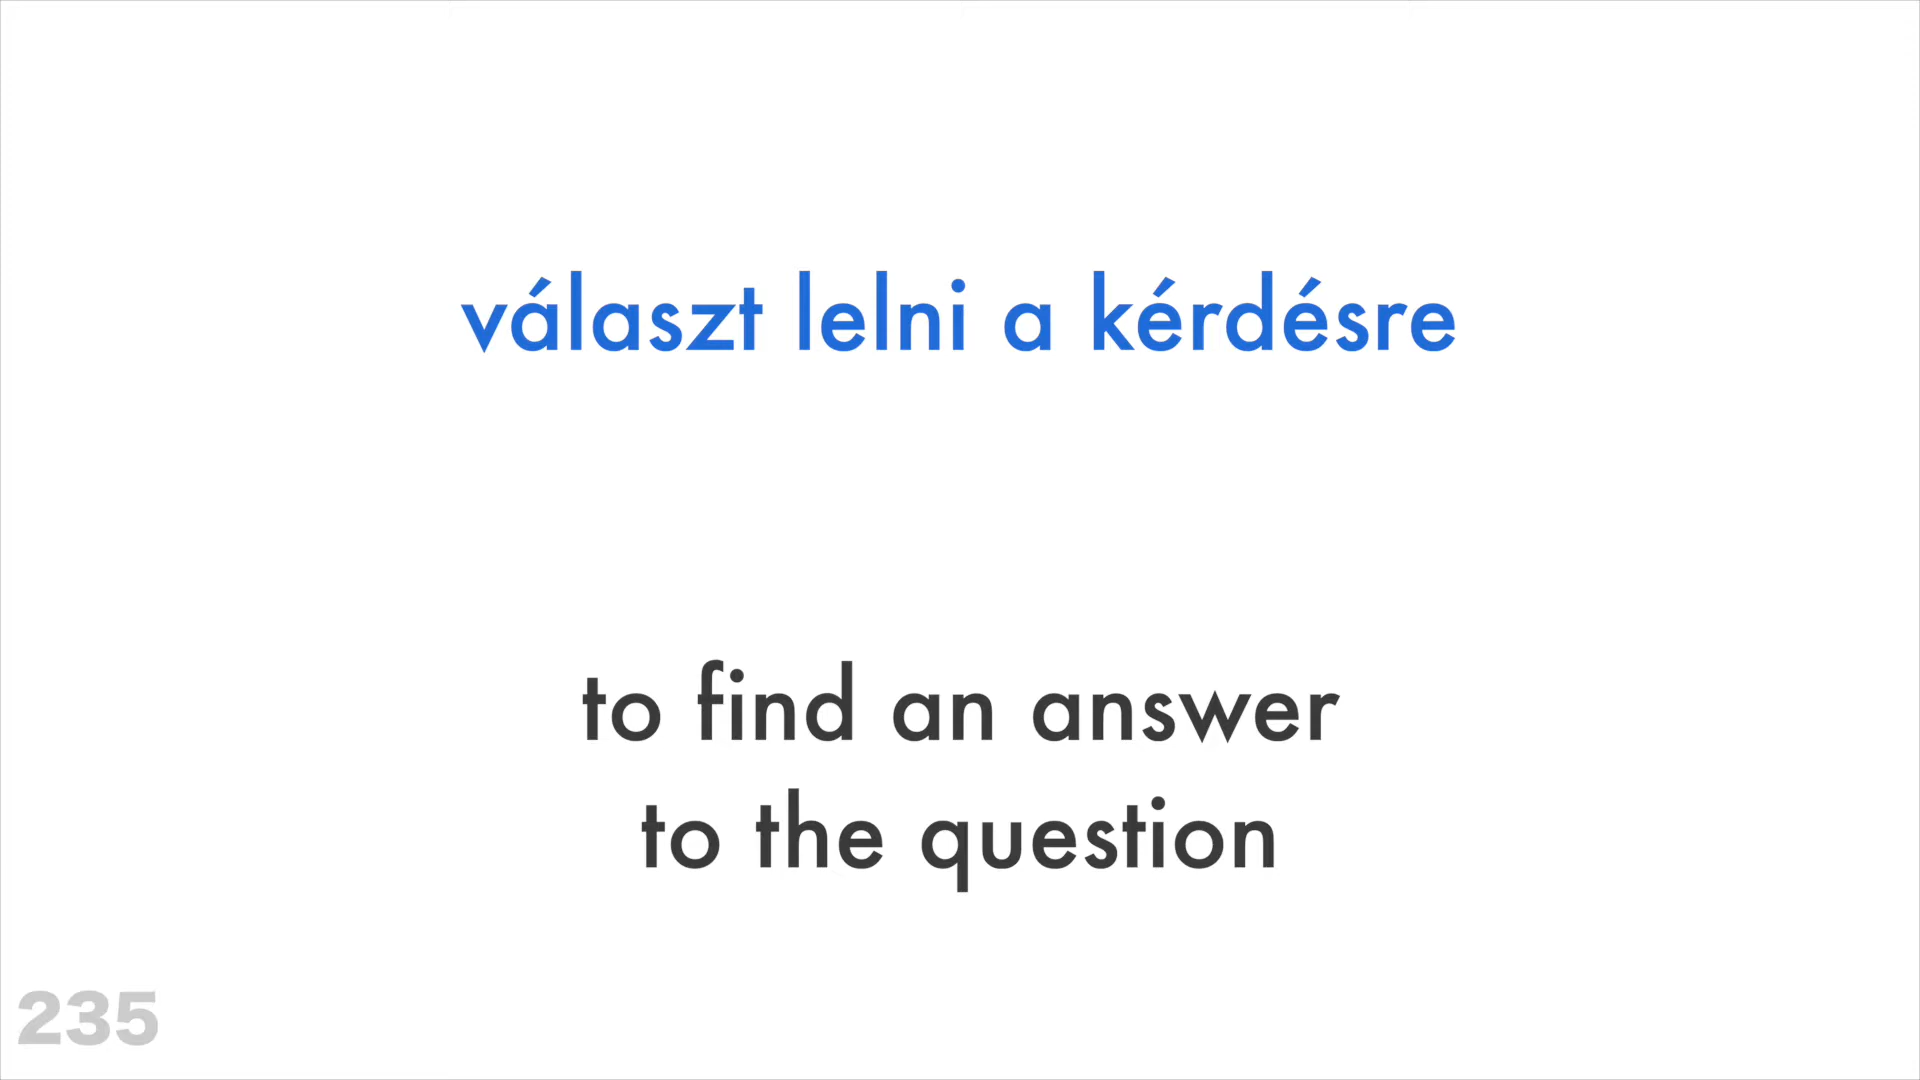 választ lelni a kérdésre
to find an answer
to the question
235